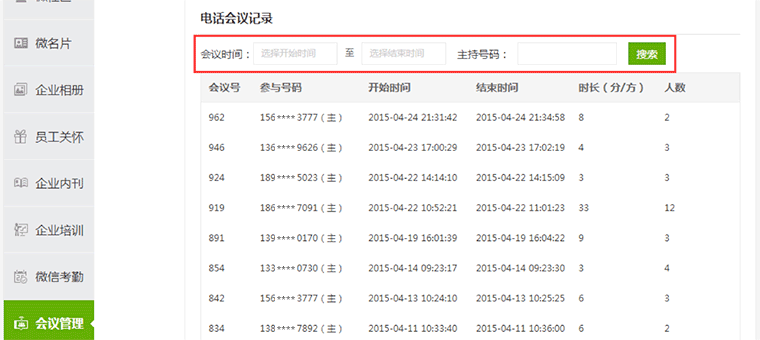 电话会议记录
会议时间： 选择开始时间 至 选择结束时间 主持号码： 搜索
会议号 参与号码 开始时间 结束时间 时长（分/方） 人数
962 156****3777（主） 2015-04-24 21:31:42 2015-04-24 21:34:58 8 2
946 136****9626（主） 2015-04-23 17:00:29 2015-04-23 17:02:19 4 3
924 189****5023（主） 2015-04-22 14:14:10 2015-04-22 14:15:09 3 3
919 186****7091（主） 2015-04-22 10:52:21 2015-04-22 11:01:23 33 12
891 139****0170（主） 2015-04-19 16:01:39 2015-04-19 16:04:22 9 3
854 133****0730（主） 2015-04-14 09:23:17 2015-04-14 09:23:30 3 4
842 156****3777（主） 2015-04-13 10:24:10 2015-04-13 10:25:25 6 3
834 138****7892（主） 2015-04-11 10:33:40 2015-04-11 10:36:00 6 2
微名片
企业相册
员工关怀
企业内刊
企业培训
微信考勤
会议管理